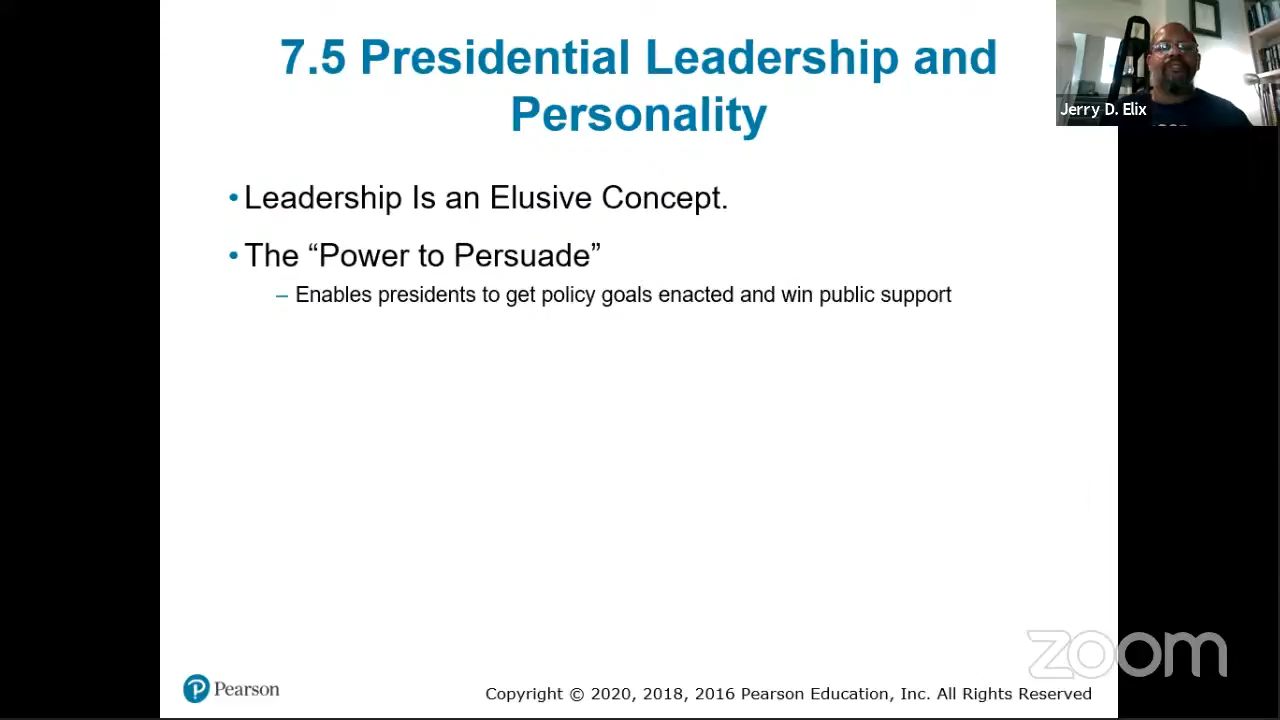 7.5 Presidential Leadership and
Personality
Jerry D. Elix
•Leadership Is an Elusive Concept.
•The “Power to Persuade”
– Enables presidents to get policy goals enacted and win public support
zoom
Pearson
Copyright © 2020, 2018, 2016 Pearson Education, Inc. All Rights Reserved